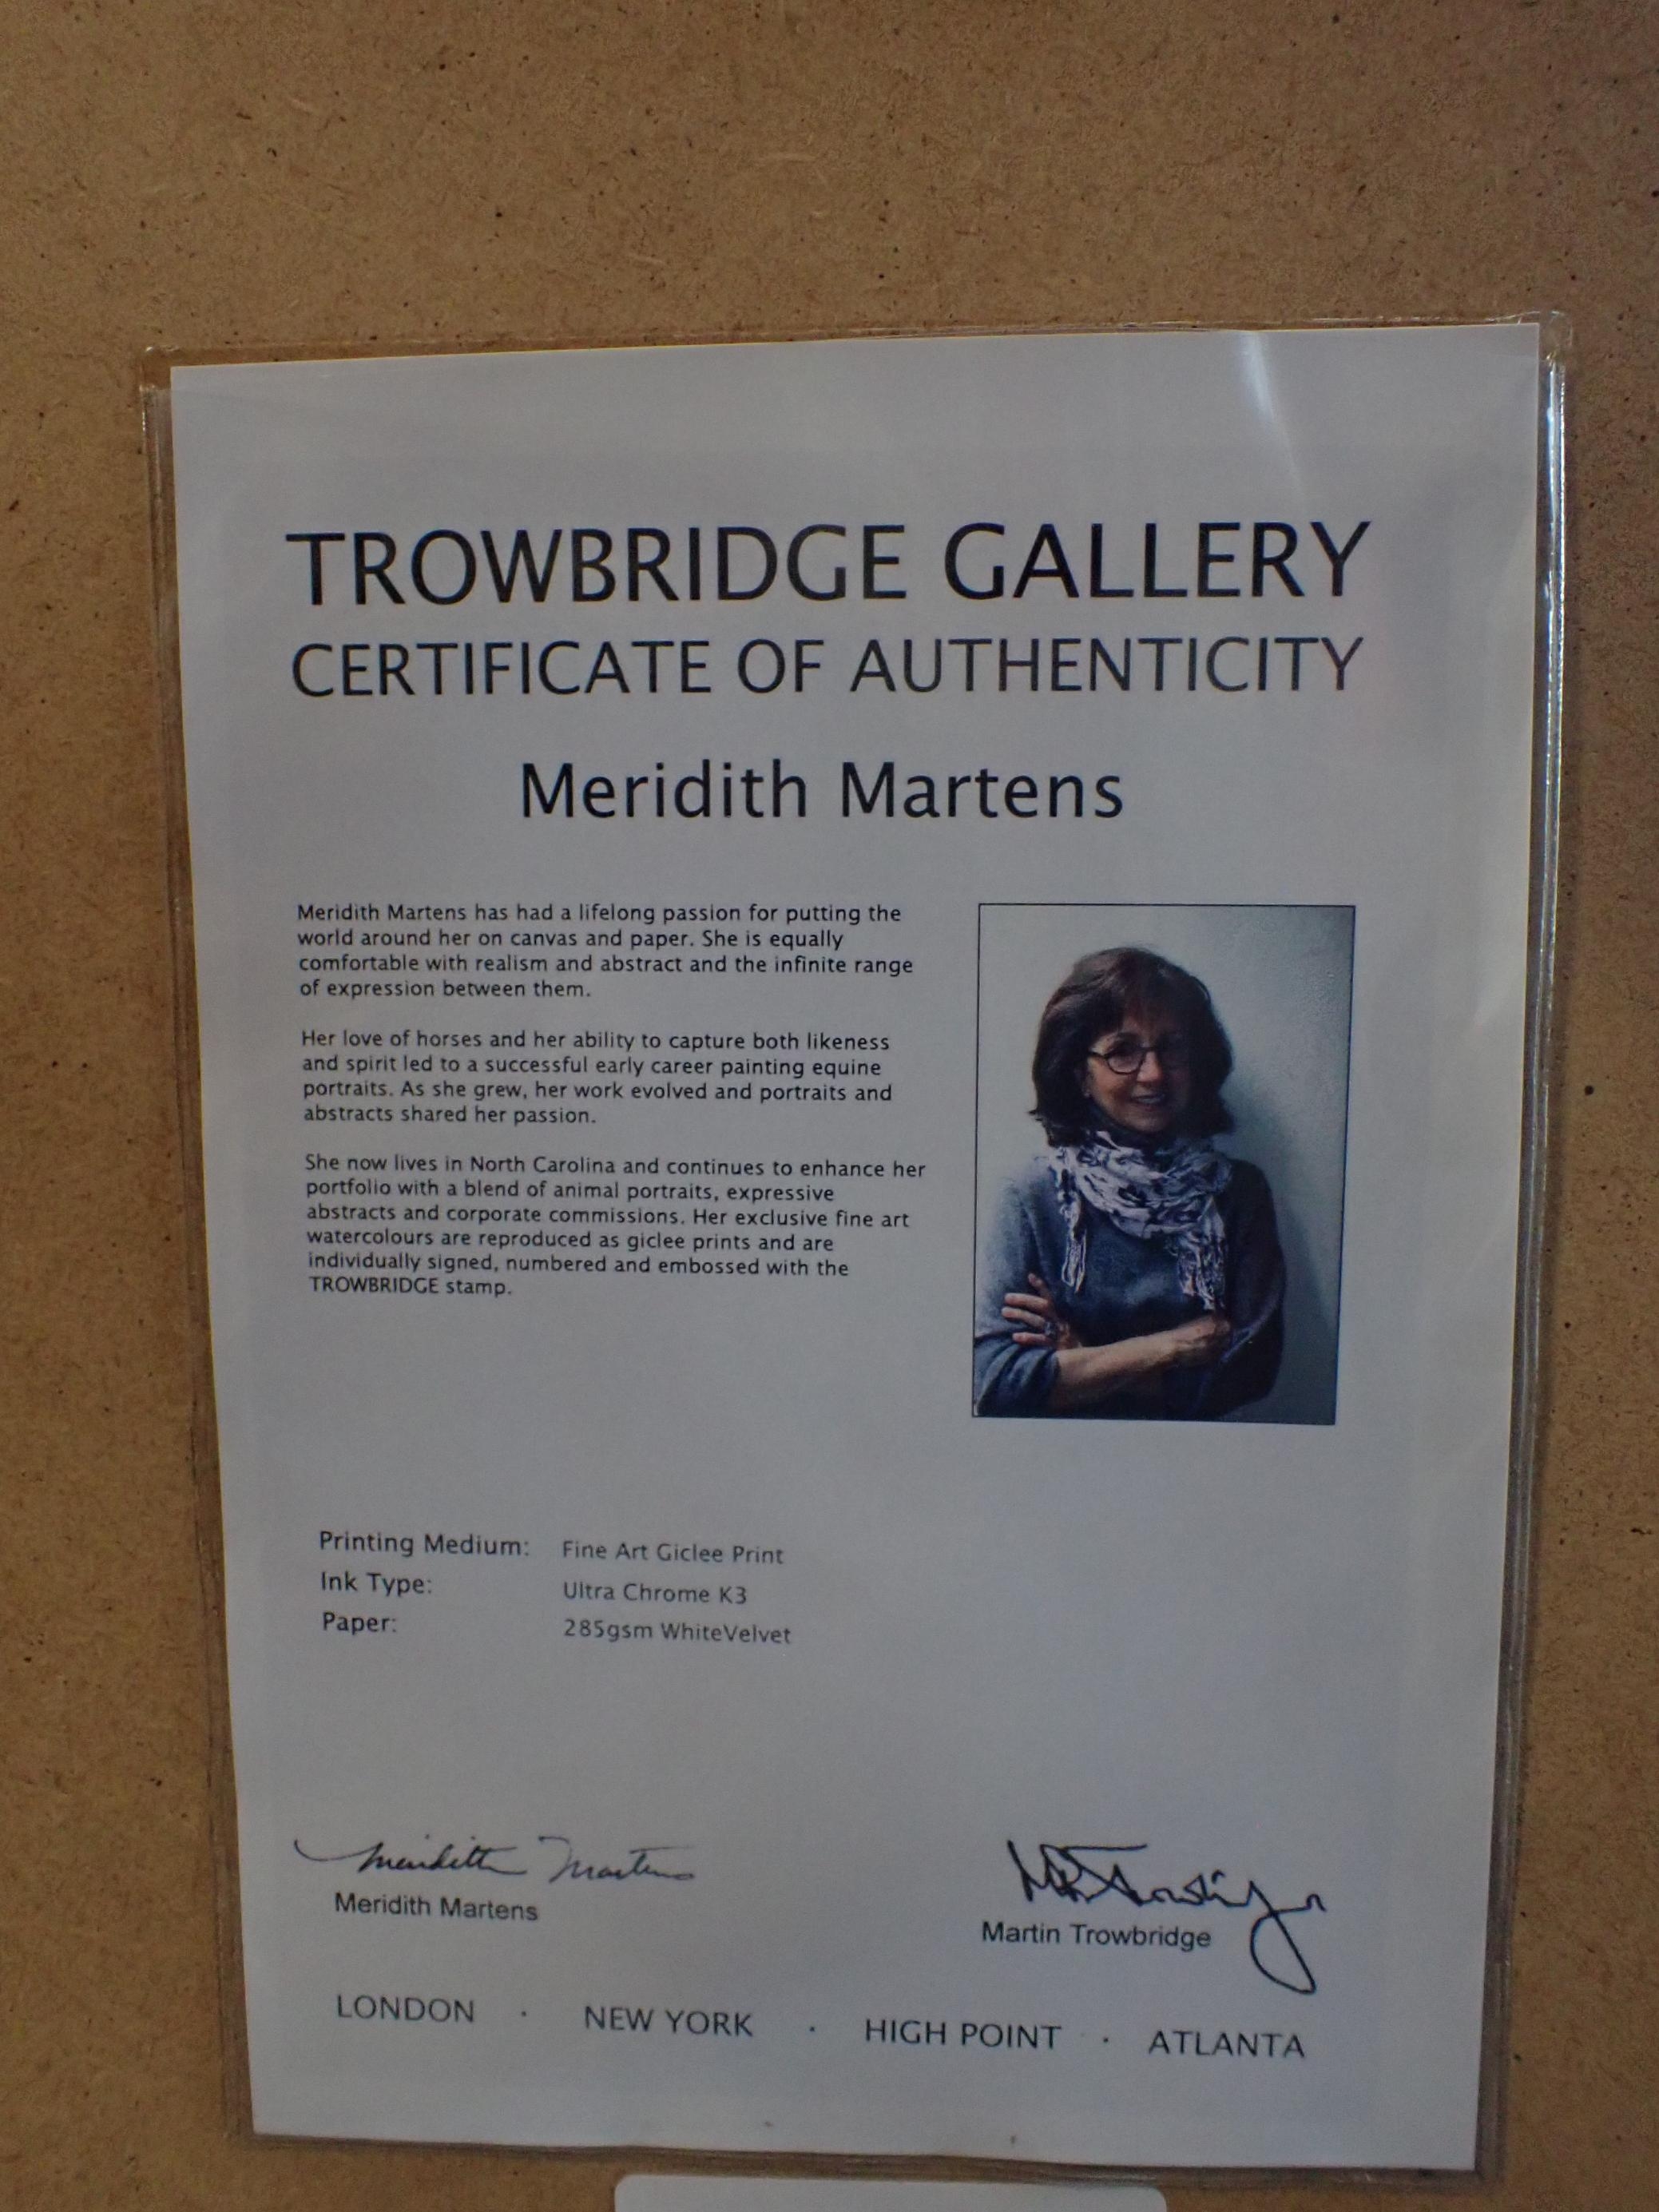 TROWBRIDGE GALLERY
CERTIFICATE OF AUTHENTICITY
Meridith Martens
Meridith Martens has had a lifelong passion for putting the
world around her on canvas and paper. She is equally
comfortable with realism and abstract and the infinite range
of expression between them.
Her love of horses and her ability to capture both likeness
and spirit led to a successful early career painting equine
portraits. As she grew, her work evolved and portraits and
abstracts shared her passion.
She now lives in North Carolina and continues to enhance her
portfolio with a blend of animal portraits, expressive
abstracts and corporate commissions. Her exclusive fine art
watercolours are reproduced as giclee prints and are
individually signed, numbered and embossed with the
TROWBRIDGE stamp.
Printing Medium: Fine Art Giclee Print
Ink Type: Ultra Chrome K3
Paper: 285gsm WhiteVelvet
Meridith Martens
Meridith Martens
Martin Trowbridge
LONDON · NEW YORK · HIGH POINT · ATLANTA